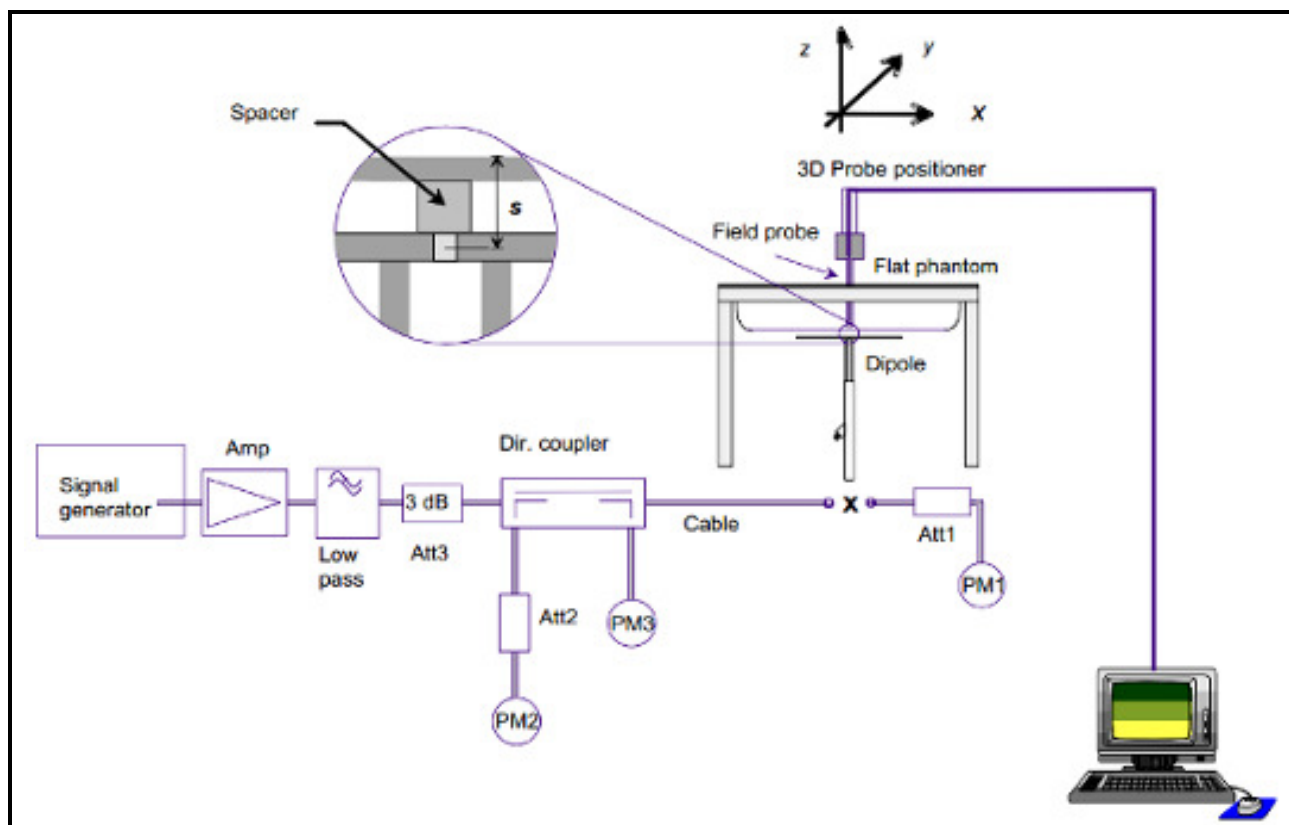 z
y
x
Spacer
s
3D Probe positioner
Field probe
Flat phantom
Dipole
Signal
generator
Amp
Low
pass
3 dB
Att3
Dir. coupler
Att2
PM2
PM3
Cable
x
Att1
PM1